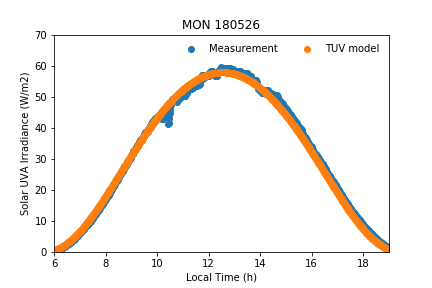 MON 180526
Measurement
TUV model
70
60
50
40
30
20
10
0
Solar UVA Irradiance (W/m2)
6 8 10 12 14 16 18
Local Time (h)